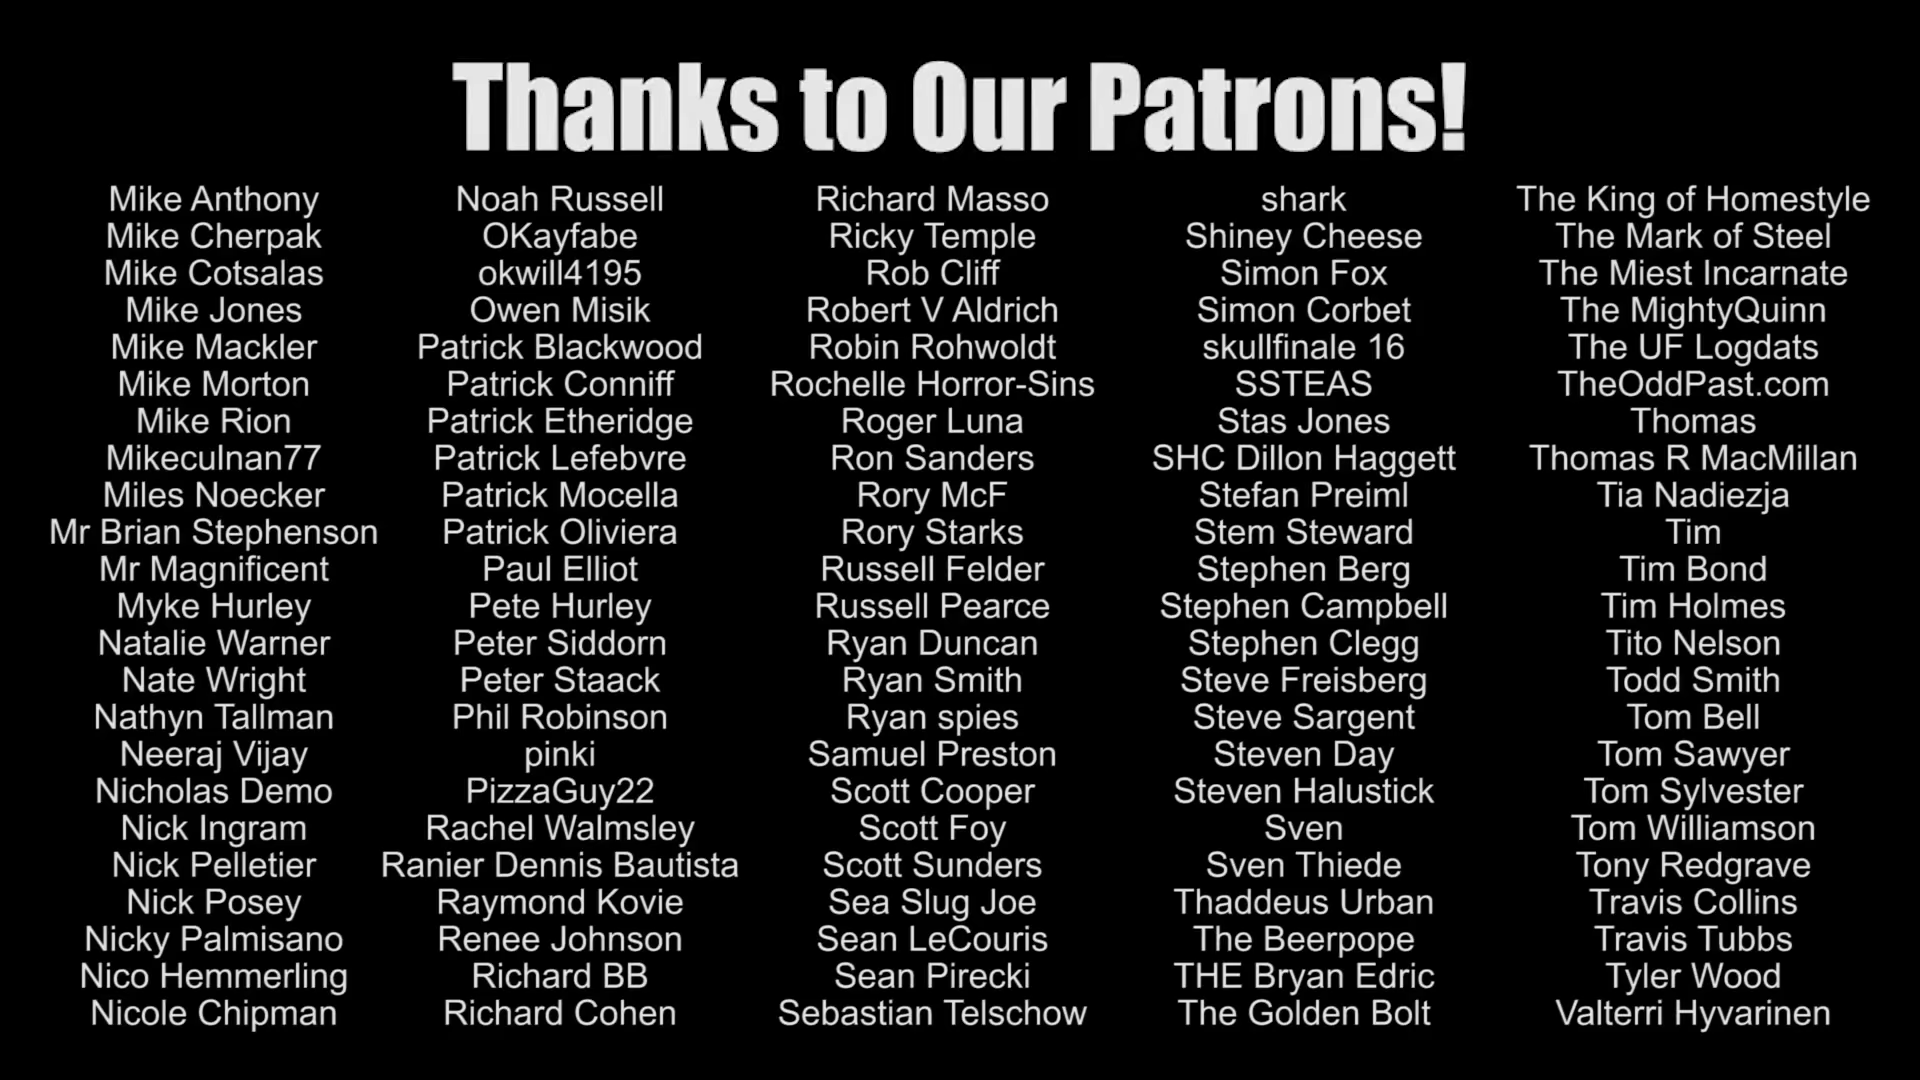 Thanks to Our Patrons!
Mike Anthony
Mike Cherpak
Mike Cotsalas
Mike Jones
Mike Mackler
Mike Morton
Mike Rion
Mikeculnan77
Miles Noecker
Mr Brian Stephenson
Mr Magnificent
Myke Hurley
Natalie Warner
Nate Wright
Nathyn Tallman
Neeraj Vijay
Nicholas Demo
Nick Ingram
Nick Pelletier
Nick Posey
Nicky Palmisano
Nico Hemmerling
Nicole Chipman
Noah Russell
OKayfabe
okwill4195
Owen Misik
Patrick Blackwood
Patrick Conniff
Patrick Etheridge
Patrick Lefebvre
Patrick Mocella
Patrick Oliviera
Paul Elliot
Pete Hurley
Peter Siddorn
Peter Staack
Phil Robinson
pinki
PizzaGuy22
Rachel Walmsley
Ranier Dennis Bautista
Raymond Kovie
Renee Johnson
Richard BB
Richard Cohen
Richard Masso
Ricky Temple
Rob Cliff
Robert V Aldrich
Robin Rohwoldt
Rochelle Horror-Sins
Roger Luna
Ron Sanders
Rory McF
Rory Starks
Russell Felder
Russell Pearce
Ryan Duncan
Ryan Smith
Ryan spies
Samuel Preston
Scott Cooper
Scott Foy
Scott Sunders
Sea Slug Joe
Sean LeCouris
Sean Pirecki
Sebastian Telschow
shark
Shiney Cheese
Simon Fox
Simon Corbet
skullfinale 16
SSTEAS
Stas Jones
SHC Dillon Haggett
Stefan Preiml
Stem Steward
Stephen Berg
Stephen Campbell
Stephen Clegg
Steve Freisberg
Steve Sargent
Steven Day
Steven Halustick
Sven
Sven Thiede
Thaddeus Urban
The Beerpope
THE Bryan Edric
The Golden Bolt
The King of Homestyle
The Mark of Steel
The Miest Incarnate
The MightyQuinn
The UF Logdats
TheOddPast.com
Thomas
Thomas R MacMillan
Tia Nadiezja
Tim
Tim Bond
Tim Holmes
Tito Nelson
Todd Smith
Tom Bell
Tom Sawyer
Tom Sylvester
Tom Williamson
Tony Redgrave
Travis Collins
Travis Tubbs
Tyler Wood
Valterri Hyvarinen